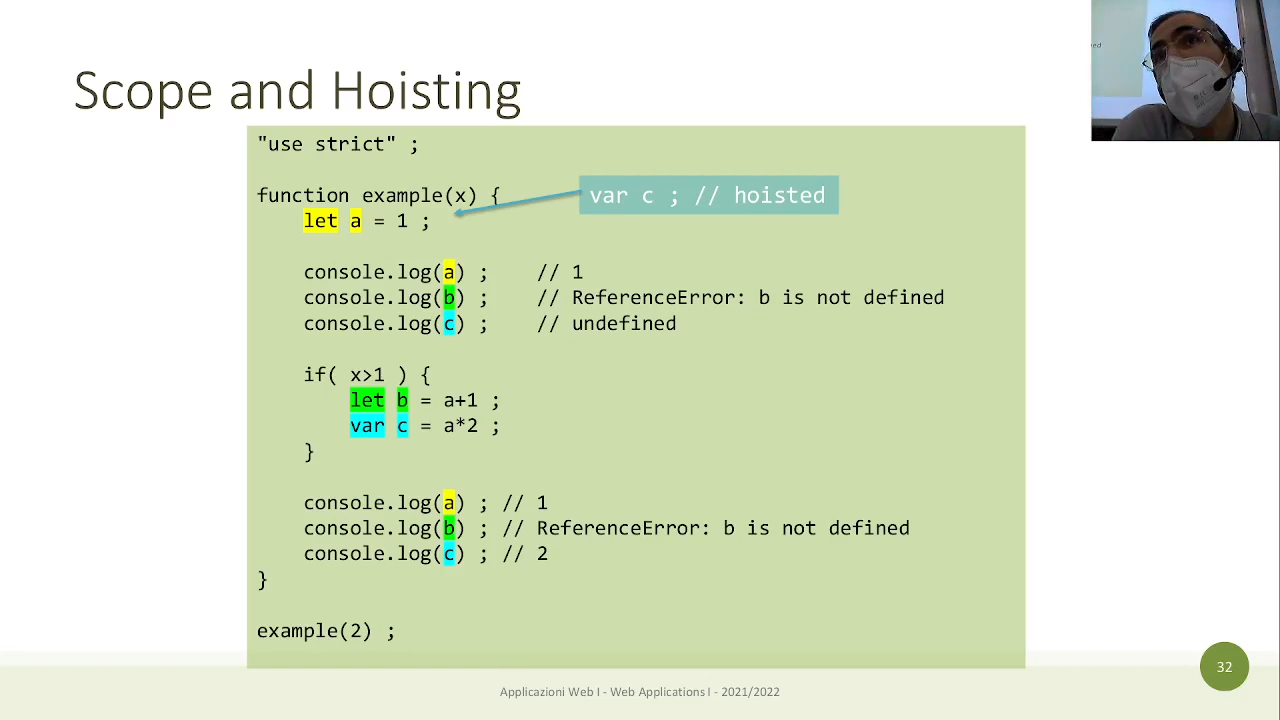 Scope and Hoisting
"use strict" ;
function example(x) {
var c ; // hoisted
let a = 1 ;
console.log(a) ; // 1
console.log(b) ; // ReferenceError: b is not defined
console.log(c) ; // undefined
if( x>1 ) {
let b = a+1 ;
var c = a*2 ;
}
console.log(a) ; // 1
console.log(b) ; // ReferenceError: b is not defined
console.log(c) ; // 2
}
example(2) ;
32
Applicazioni Web I - Web Applications I - 2021/2022